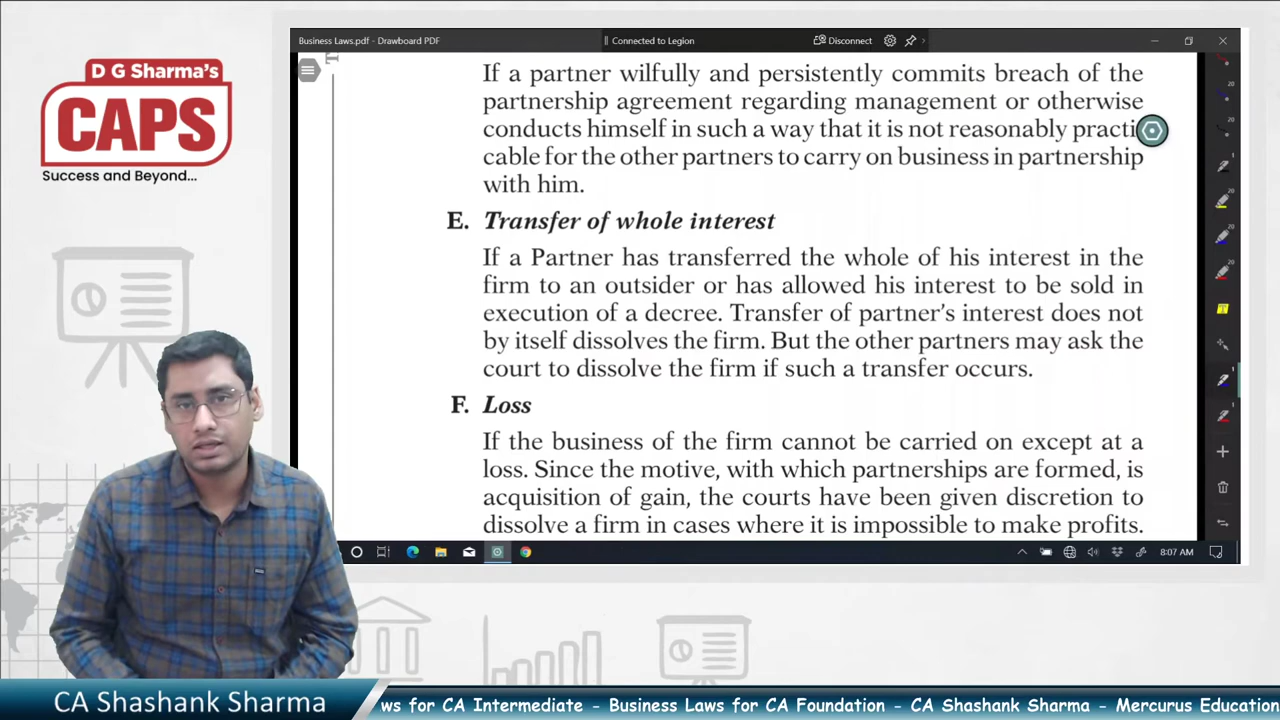 D G Sharma's
CAPS
Success and Beyond...
Business Laws.pdf - Drawboard PDF
Connected to Legion
Disconnect
If a partner wilfully and persistently commits breach of the
partnership agreement regarding management or otherwise
conducts himself in such a way that it is not reasonably practi
cable for the other partners to carry on business in partnership
with him.
E. Transfer of whole interest
If a Partner has transferred the whole of his interest in the
firm to an outsider or has allowed his interest to be sold in
execution of a decree. Transfer of partner's interest does not
by itself dissolves the firm. But the other partners may ask the
court to dissolve the firm if such a transfer occurs.
F. Loss
If the business of the firm cannot be carried on except at a
loss. Since the motive, with which partnerships are formed, is
acquisition of gain, the courts have been given discretion to
dissolve a firm in cases where it is impossible to make profits.
8:07 AM
CA Shashank Sharma
ws for CA Intermediate - Business Laws for CA Foundation - CA Shashank Sharma - Mercurus Education